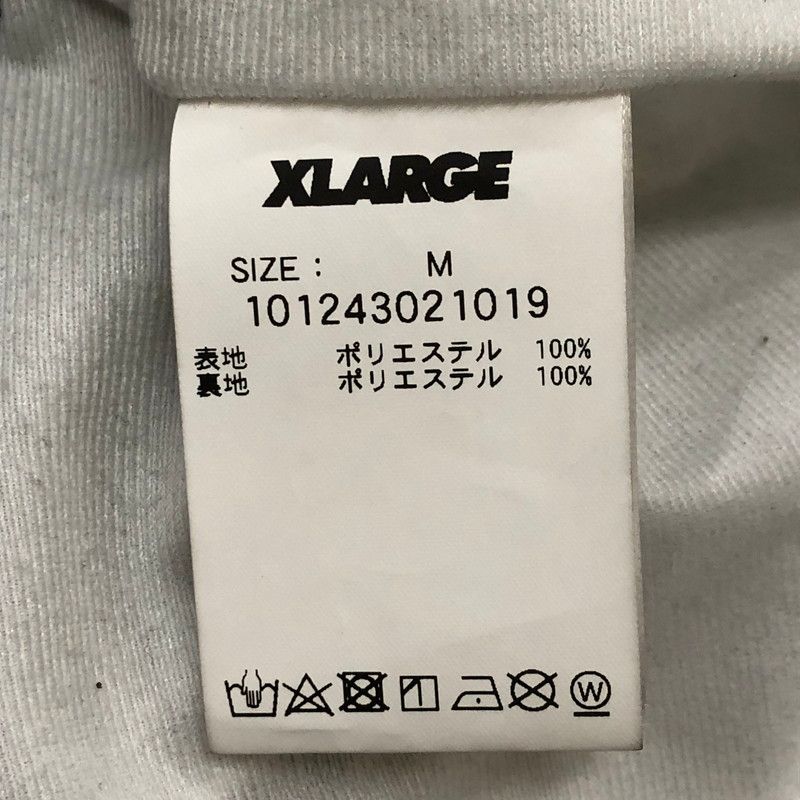 XLARGE
SIZE : M
101243021019
表地 ポリエステル 100%
裏地 ポリエステル 100%
W